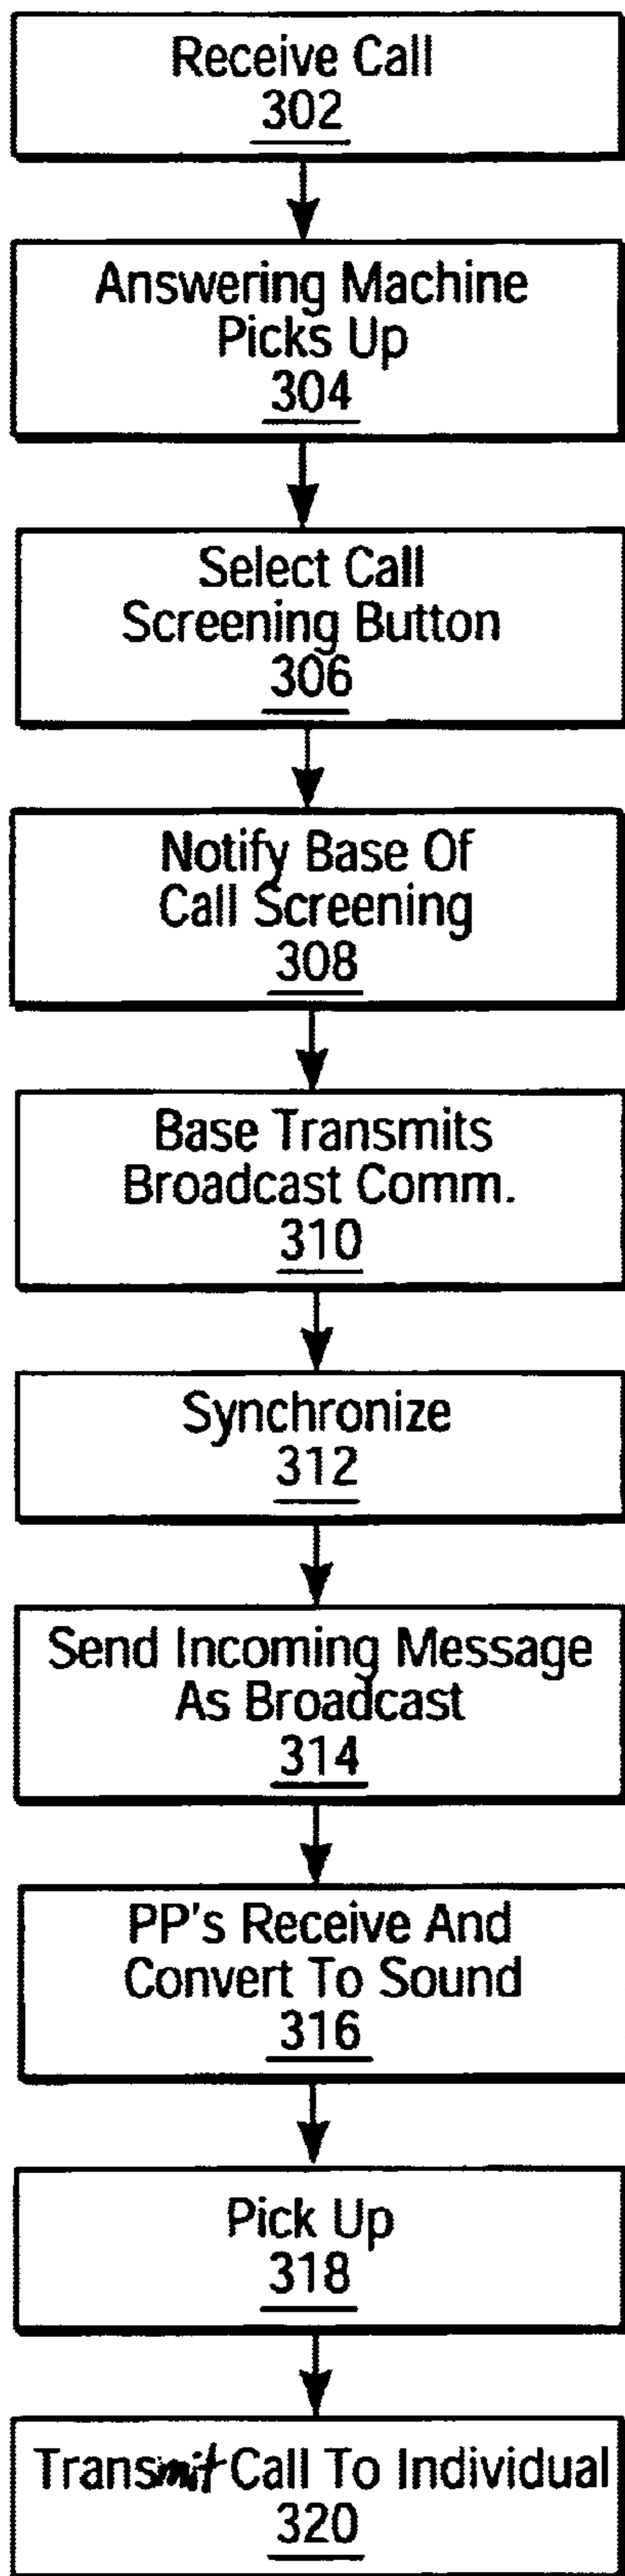 Receive Call
302
Answering Machine
Picks Up
304
Select Call
Screening Button
306
Notify Base Of
Call Screening
308
Base Transmits
Broadcast Comm.
310
Synchronize
312
Send Incoming Message
As Broadcast
314
PP's Receive And
Convert To Sound
316
Pick Up
318
Transmit Call To Individual
320